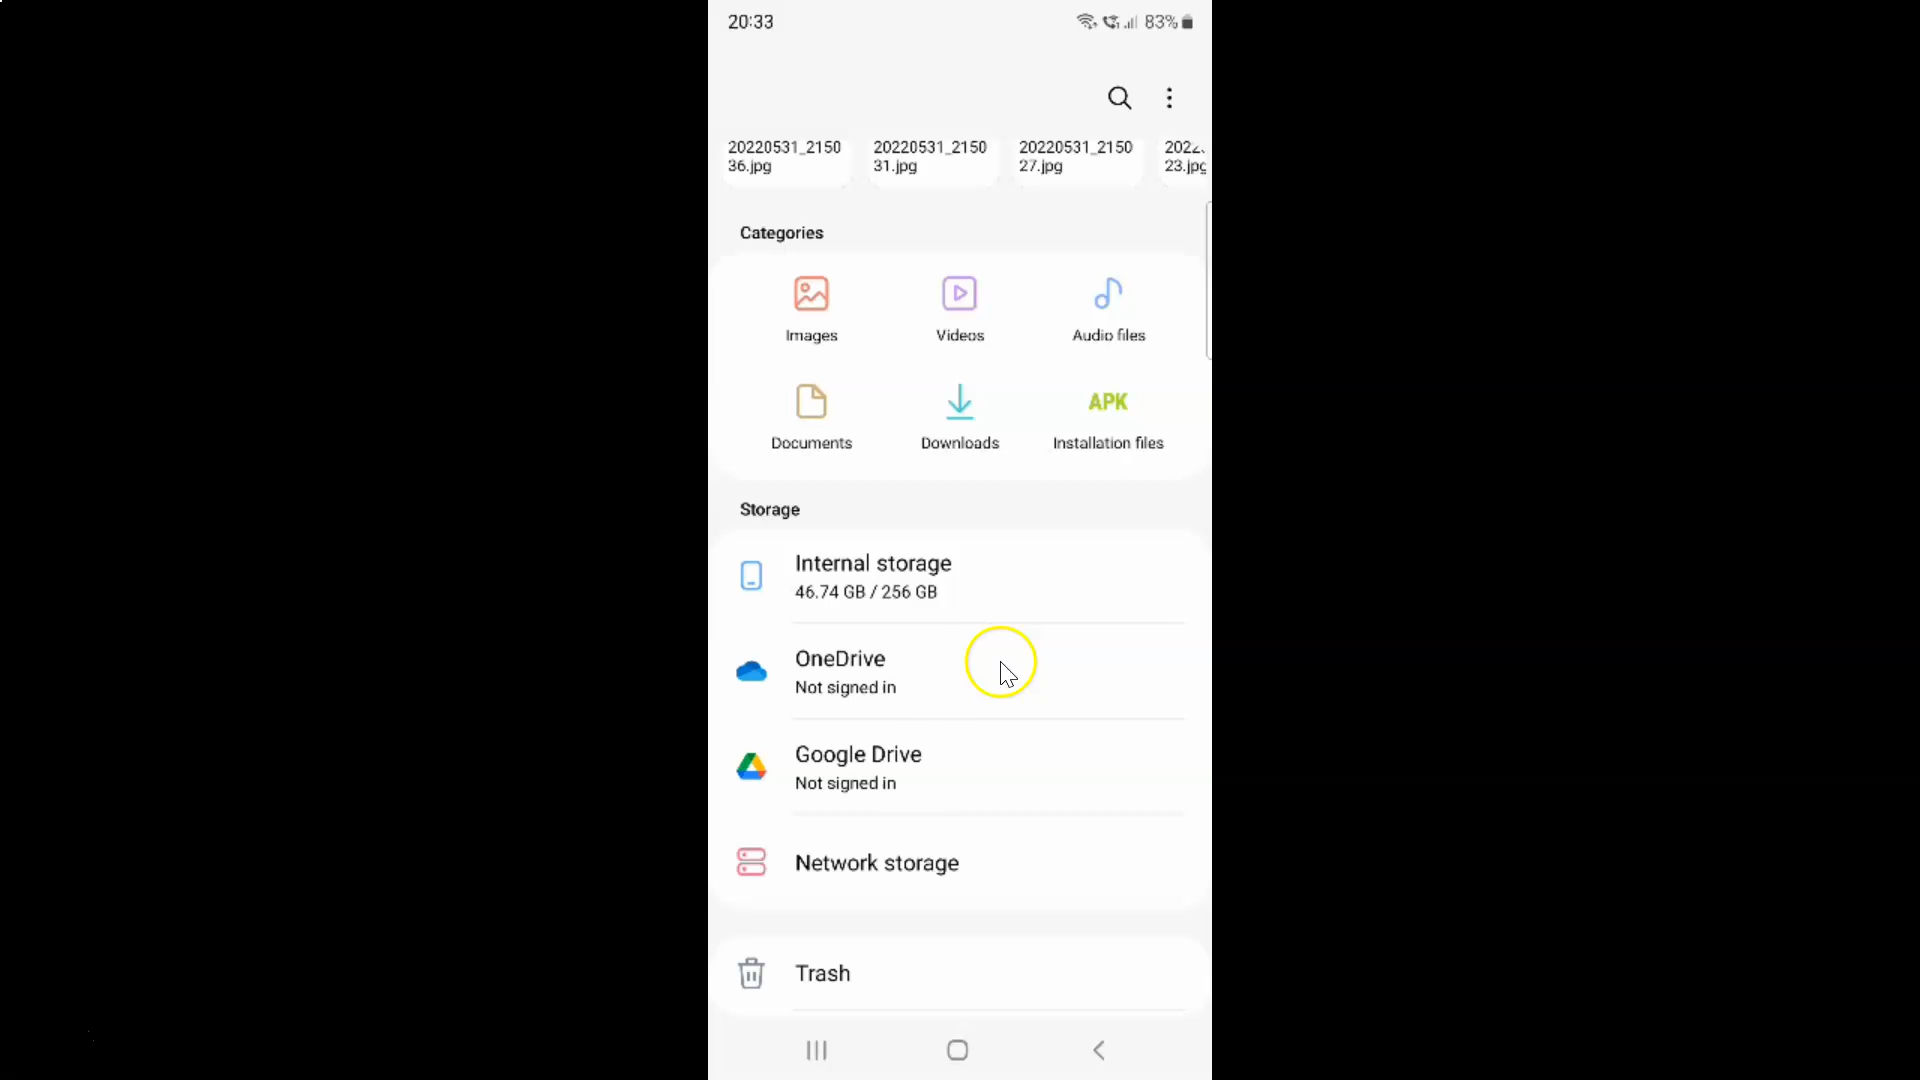 20:33
83%
20220531_2150 20220531_2150 20220531_2150
36.jpg 31.jpg 27.jpg 23.jpg
Categories
Images Videos Audio files
APK
Documents Downloads Installation files
Storage
Internal storage
46.74 GB / 256 GB
OneDrive
Not signed in
Google Drive
Not signed in
Network storage
Trash